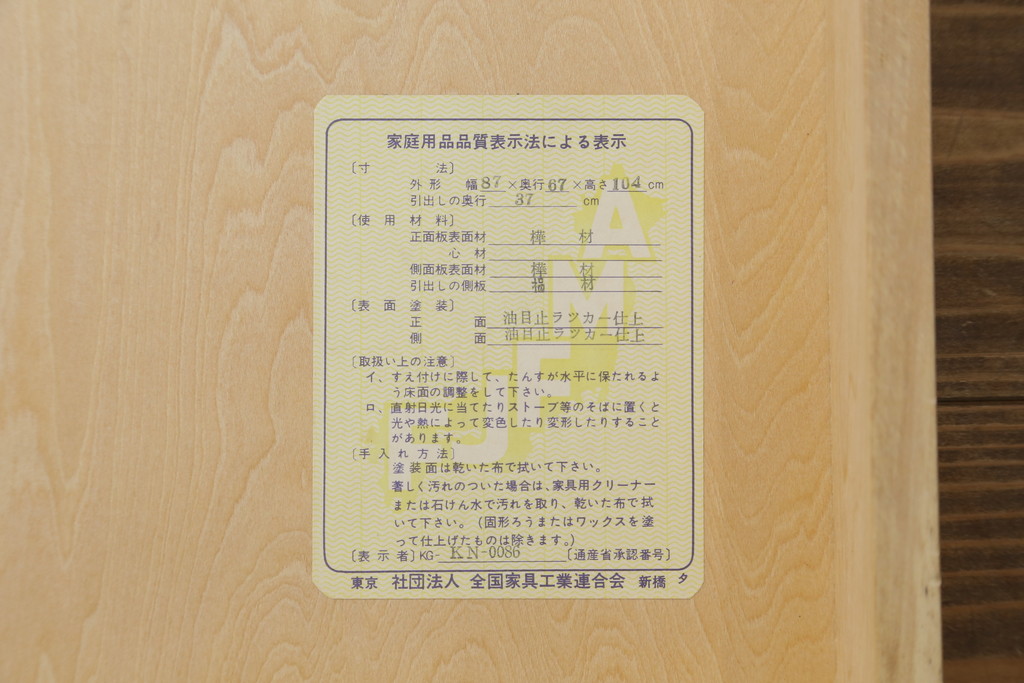 家庭用品品質表示法による表示
〔寸 法〕
外形 幅87×奥行67×高さ104cm
引出しの奥行 37 cm
〔使用材料〕
正面板表面材 樺 材
心材
側面板表面材 樺 材
引出しの側板 材
〔表面塗装〕
正 面 油目止ラツカー仕上
側 面 油目止ラツカー仕上
〔取扱い上の注意〕
イ、すえ付けに際して、たんすが水平に保たれるよ
う床面の調整をして下さい。
ロ、直射日光に当てたりストーブ等のそばに置くと
光や熱によって変色したり変形したりすること
があります。
〔手入れ方法〕
塗装面は乾いた布で拭いて下さい。
著しく汚れのついた場合は、家具用クリーナー
または石けん水で汚れを取り、乾いた布で拭
いて下さい。(固形ろうまたはワックスを塗
って仕上げたものは除きます。)
〔表示者〕KG-KN-0086 〔通産省承認番号〕
東京 社団法人 全国家具工業連合会 新橋 タ